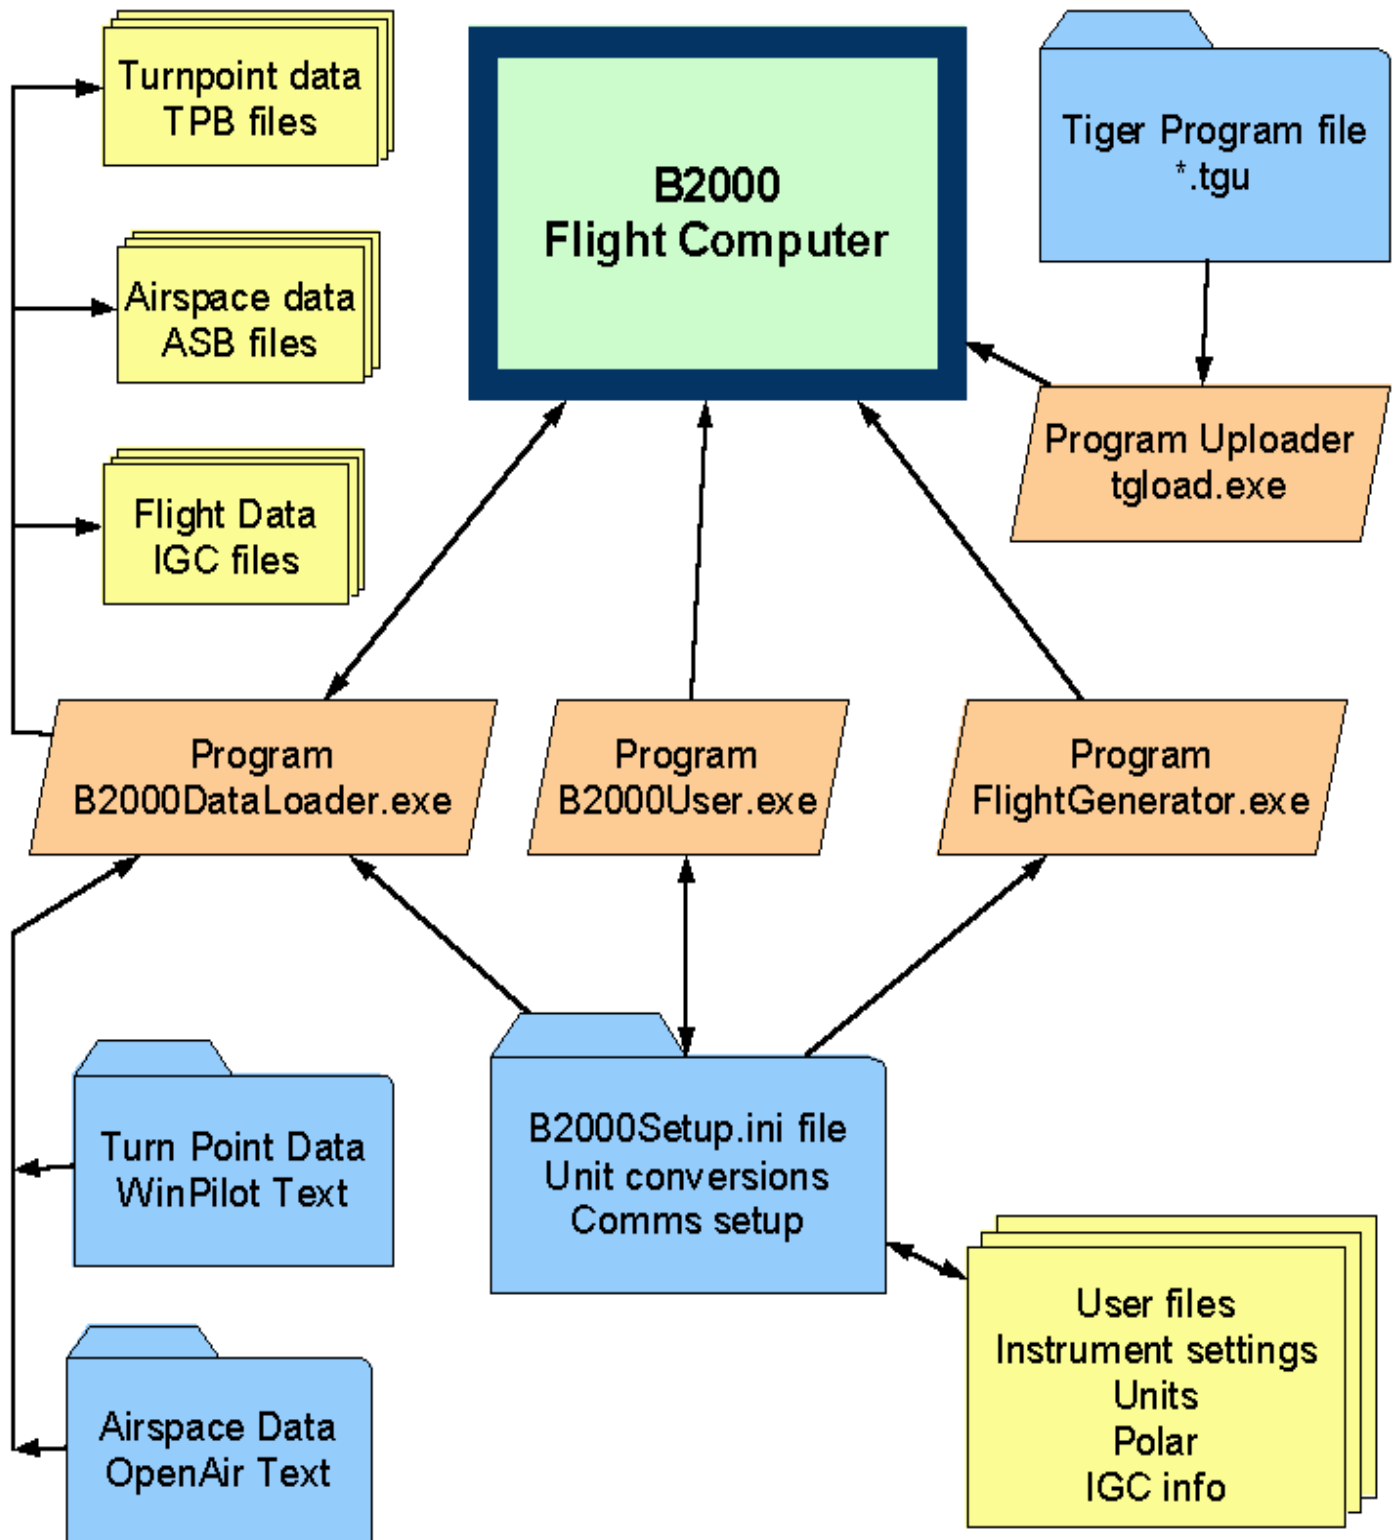 Turnpoint data
TPB files
B2000
Flight Computer
Tiger Program file
*.tgu
Airspace data
ASB files
Program Uploader
tgload.exe
Flight Data
IGC files
Program
B2000DataLoader.exe
Program
B2000User.exe
Program
FlightGenerator.exe
Turn Point Data
WinPilot Text
B2000Setup.ini file
Unit conversions
Comms setup
User files
Instrument settings
Units
Polar
IGC info
Airspace Data
OpenAir Text